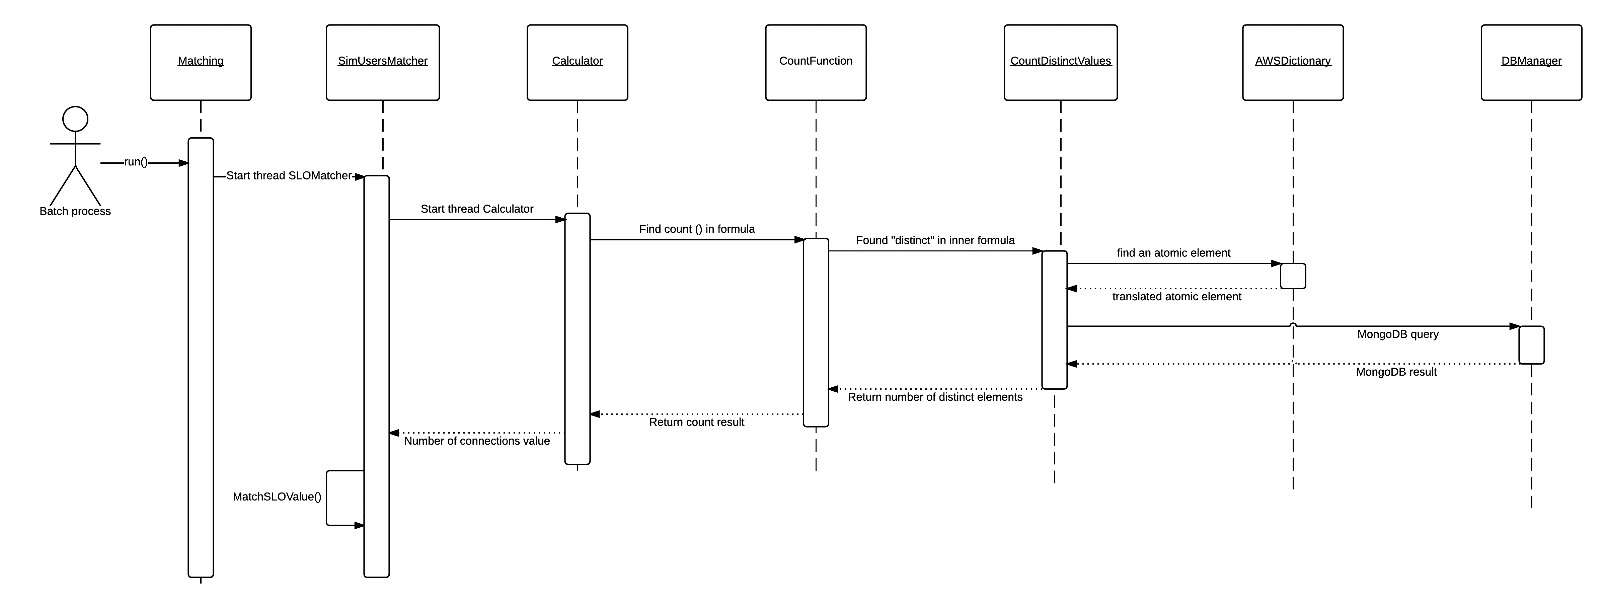 Matching
SimUsersMatcher
Calculator
CountFunction
CountDistinctValues
AWSDictionary
DBManager
run()
Start thread SLOMatcher
Batch process
Start thread Calculator
Find count () in formula
Found "distinct" in inner formula
find an atomic element
translated atomic element
MongoDB query
MongoDB result
Return number of distinct elements
Return count result
Number of connections value
MatchSLOValue()